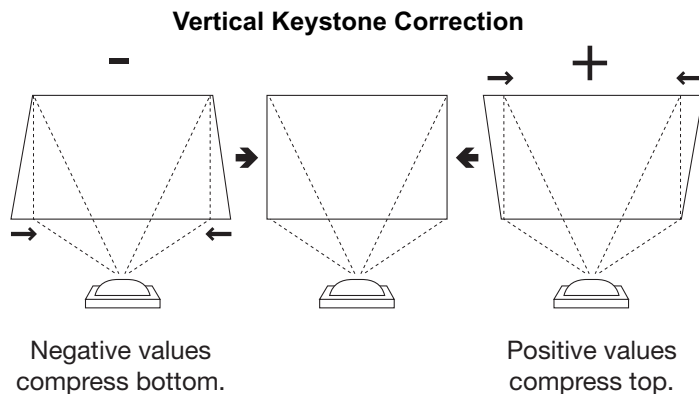 Vertical Keystone Correction
-
+
Negative values
compress bottom.
Positive values
compress top.